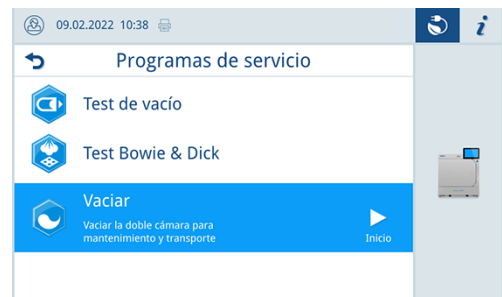 09.02.2022 10:38
i
Programas de servicio
Test de vacío
Test Bowie & Dick
Vaciar
Vaciar la doble cámara para
mantenimiento y transporte
Inicio